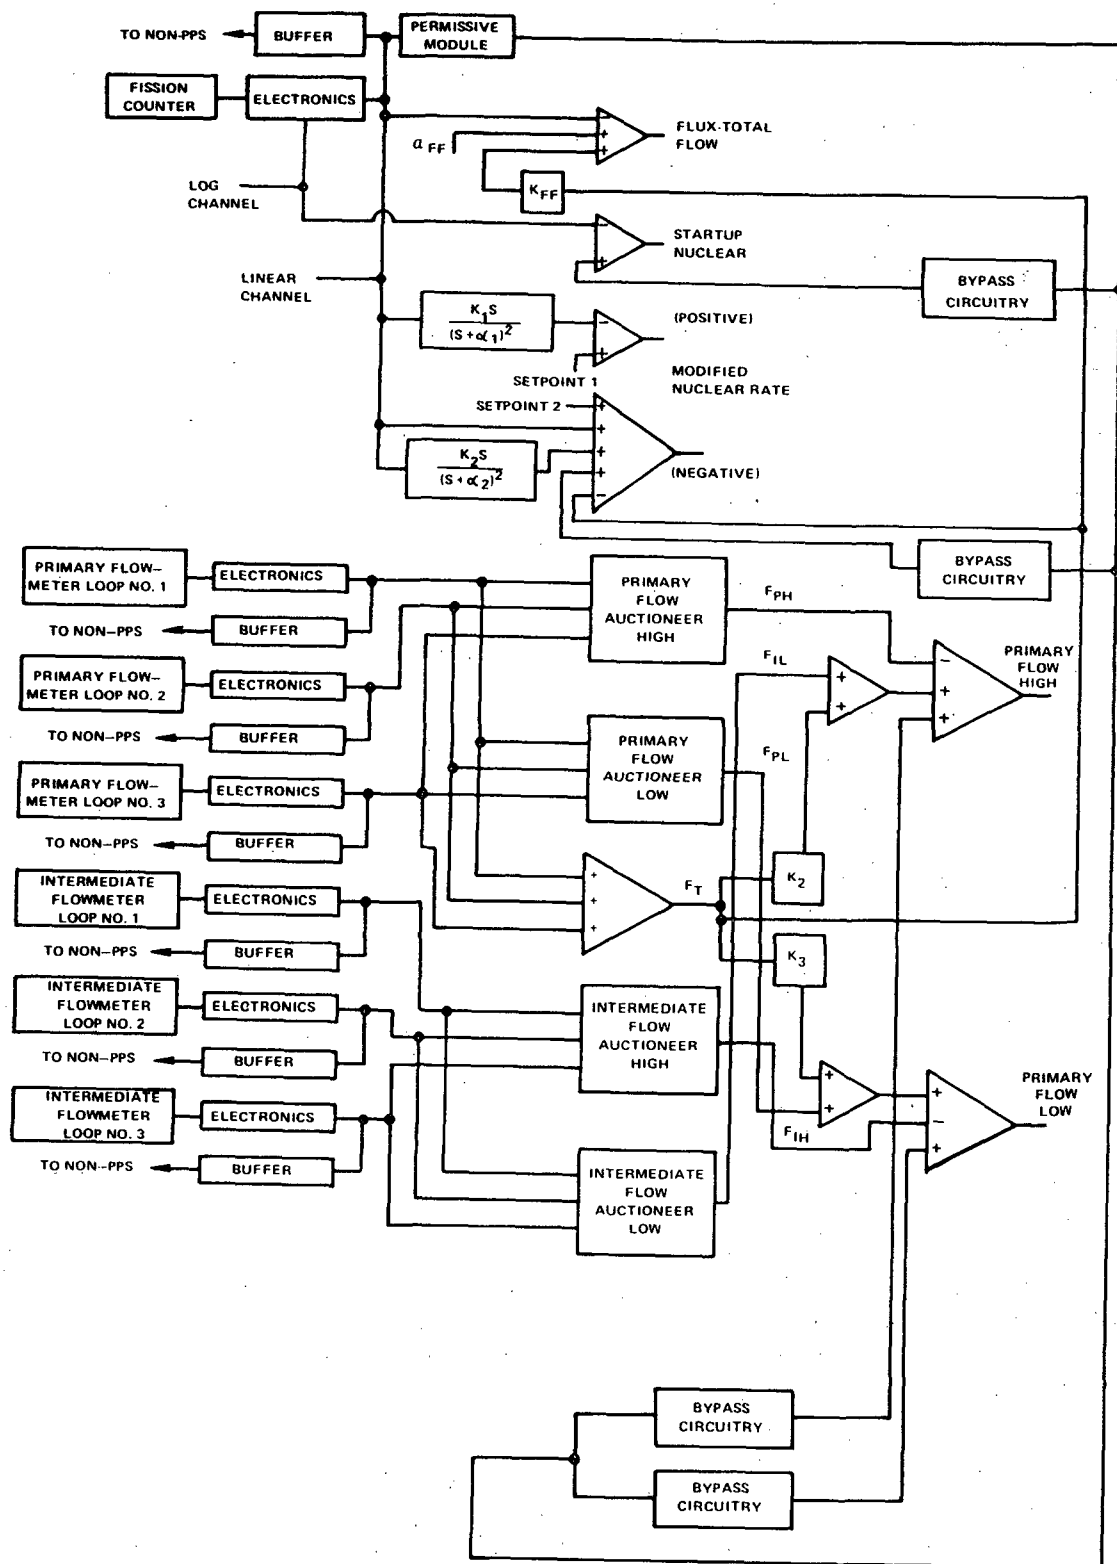 TO NON-PPS
BUFFER
PERMISSIVE
MODULE
FISSION
COUNTER
ELECTRONICS
FLUX-TOTAL
FLOW
a FF
K FF
LOG
CHANNEL
STARTUP
NUCLEAR
LINEAR
CHANNEL
BYPASS
CIRCUITRY
K1S
(S+α1)2
(POSITIVE)
SETPOINT 1
MODIFIED
NUCLEAR RATE
SETPOINT 2
K2S
(S+α2)2
(NEGATIVE)
BYPASS
CIRCUITRY
PRIMARY FLOW-
METER LOOP NO. 1
ELECTRONICS
TO NON-PPS
BUFFER
PRIMARY
FLOW
AUCTIONEER
HIGH
FPH
PRIMARY FLOW-
METER LOOP NO. 2
ELECTRONICS
TO NON-PPS
BUFFER
FIL
PRIMARY
FLOW
HIGH
PRIMARY FLOW-
METER LOOP NO. 3
ELECTRONICS
TO NON-PPS
BUFFER
PRIMARY
FLOW
AUCTIONEER
LOW
FPL
INTERMEDIATE
FLOWMETER
LOOP NO. 1
ELECTRONICS
TO NON-PPS
BUFFER
FT
K2
K3
INTERMEDIATE
FLOWMETER
LOOP NO. 2
ELECTRONICS
TO NON-PPS
BUFFER
INTERMEDIATE
FLOW
AUCTIONEER
HIGH
INTERMEDIATE
FLOWMETER
LOOP NO. 3
ELECTRONICS
TO NON-PPS
BUFFER
FIH
PRIMARY
FLOW
LOW
INTERMEDIATE
FLOW
AUCTIONEER
LOW
BYPASS
CIRCUITRY
BYPASS
CIRCUITRY